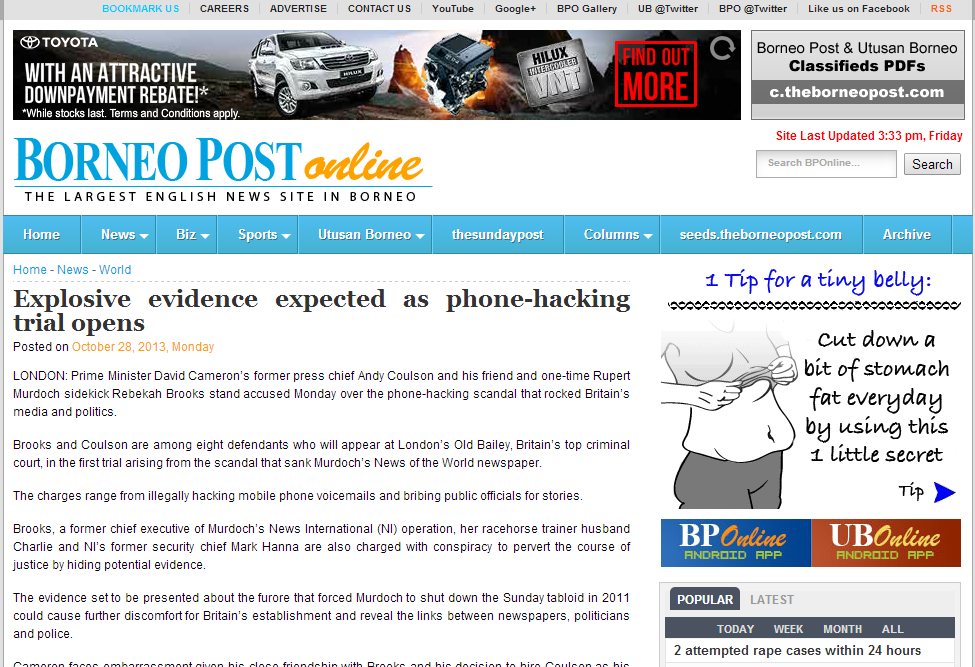 BOOKMARK US CAREERS ADVERTISE CONTACT US YouTube Google+ BPO Gallery UB @Twitter BPO @Twitter Like us on Facebook RSS
TOYOTA
WITH AN ATTRACTIVE
DOWNPAYMENT REBATE!*
*While stocks last. Terms and Conditions apply.
HILUX
HILUX
INTERCOOLER
VNT
FIND OUT
MORE
Borneo Post & Utusan Borneo
Classifieds PDFs
c.theborneopost.com
Site Last Updated 3:33 pm, Friday
BORNEO POST online
THE LARGEST ENGLISH NEWS SITE IN BORNEO
Search BPOnline...
Search
Home News Biz Sports Utusan Borneo thesundaypost Columns seeds.theborneopost.com Archive
Home - News - World
Explosive evidence expected as phone-hacking
trial opens
Posted on October 28, 2013, Monday
LONDON: Prime Minister David Cameron's former press chief Andy Coulson and his friend and one-time Rupert
Murdoch sidekick Rebekah Brooks stand accused Monday over the phone-hacking scandal that rocked Britain's
media and politics.
Brooks and Coulson are among eight defendants who will appear at London's Old Bailey, Britain's top criminal
court, in the first trial arising from the scandal that sank Murdoch's News of the World newspaper.
The charges range from illegally hacking mobile phone voicemails and bribing public officials for stories.
Brooks, a former chief executive of Murdoch's News International (NI) operation, her racehorse trainer husband
Charlie and NI's former security chief Mark Hanna are also charged with conspiracy to pervert the course of
justice by hiding potential evidence.
The evidence set to be presented about the furore that forced Murdoch to shut down the Sunday tabloid in 2011
could cause further discomfort for Britain's establishment and reveal the links between newspapers, politicians
and police.
Cameron faces embarrassment given his close friendship with Brooks and his decision to hire Coulson as his
1 Tip for a tiny belly:
Cut down a
bit of stomach
fat everyday
by using this
1 little secret
Tip
BP Online
ANDROID APP
UB Online
ANDROID APP
POPULAR LATEST
TODAY WEEK MONTH ALL
2 attempted rape cases within 24 hours